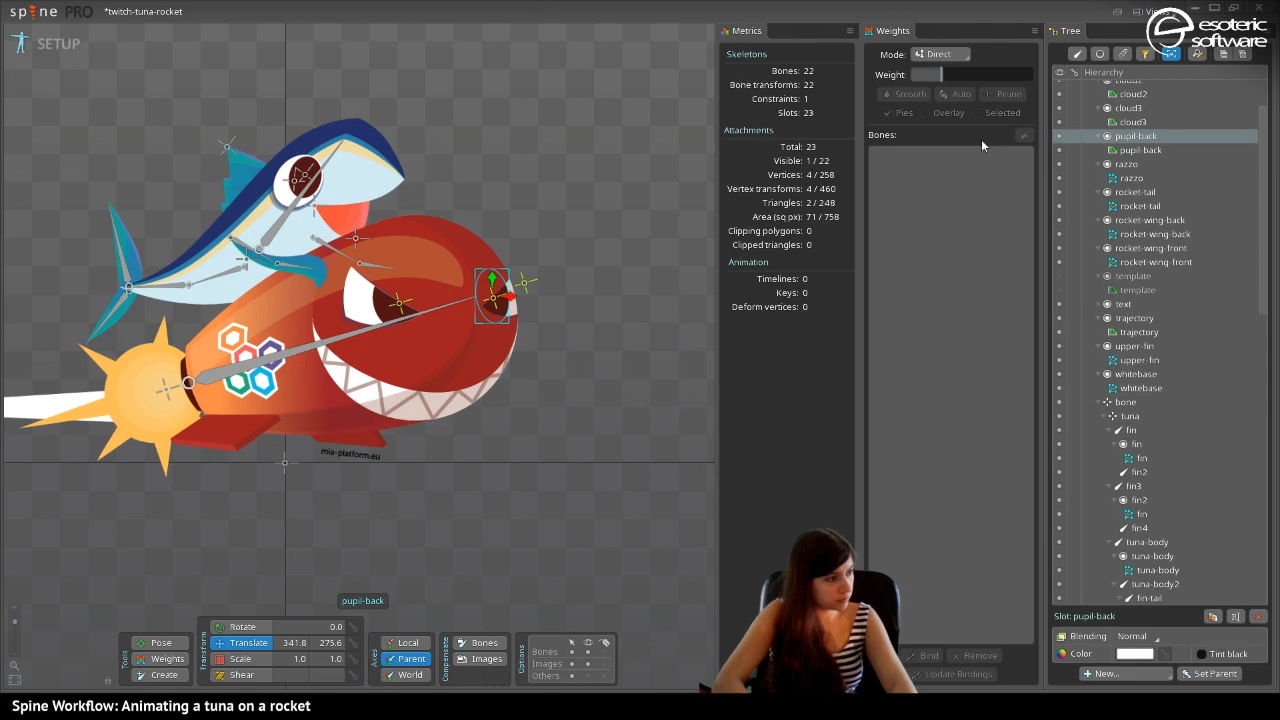 spine PRO
*twitch-tuna-rocket
Views
esoteric
software
SETUP
Metrics
Skeletons
Bones: 22
Bone transforms: 22
Constraints: 1
Slots: 23
Attachments
Total: 23
Visible: 1 / 22
Vertices: 4 / 258
Vertex transforms: 4 / 460
Triangles: 2 / 248
Area (sq px): 71 / 758
Clipping polygons: 0
Clipped triangles: 0
Animation
Timelines: 0
Keys: 0
Deform vertices: 0
Weights
Mode: Direct
Weight:
Smooth Auto Prune
Pies Overlay Selected
Bones:
Bind Remove
Update Bindings
Tree
Hierarchy
cloud2
cloud2
cloud3
cloud3
pupil-back
pupil-back
razzo
razzo
rocket-tail
rocket-tail
rocket-wing-back
rocket-wing-back
rocket-wing-front
rocket-wing-front
template
template
text
trajectory
trajectory
upper-fin
upper-fin
whitebase
whitebase
bone
tuna
fin
fin
fin
fin2
fin3
fin2
fin
fin4
tuna-body
tuna-body
tuna-body
tuna-body2
fin-tail
Slot: pupil-back
Blending Normal
Color Tint black
New... Set Parent
mia-platform.eu
pupil-back
Tools
Pose
Weights
Create
Transform
Rotate 0.0
Translate 341.8 275.6
Scale 1.0 1.0
Shear
Axes
Local
Parent
World
Compensate
Bones
Images
Options
Bones
Images
Others
Spine Workflow: Animating a tuna on a rocket